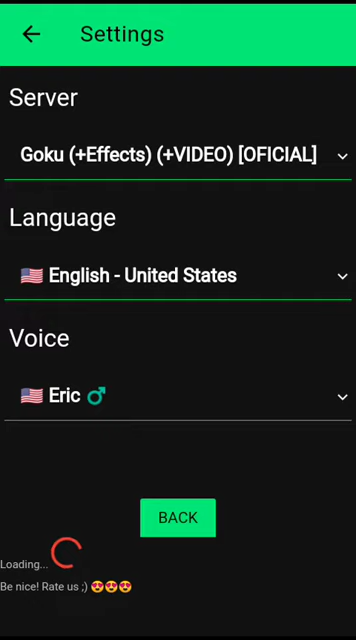 Settings
Server
Goku (+Effects) (+VIDEO) [OFICIAL]
Language
🇺🇸 English - United States
Voice
🇺🇸 Eric ♂
BACK
Loading...
Be nice! Rate us ;) 😍😍😍